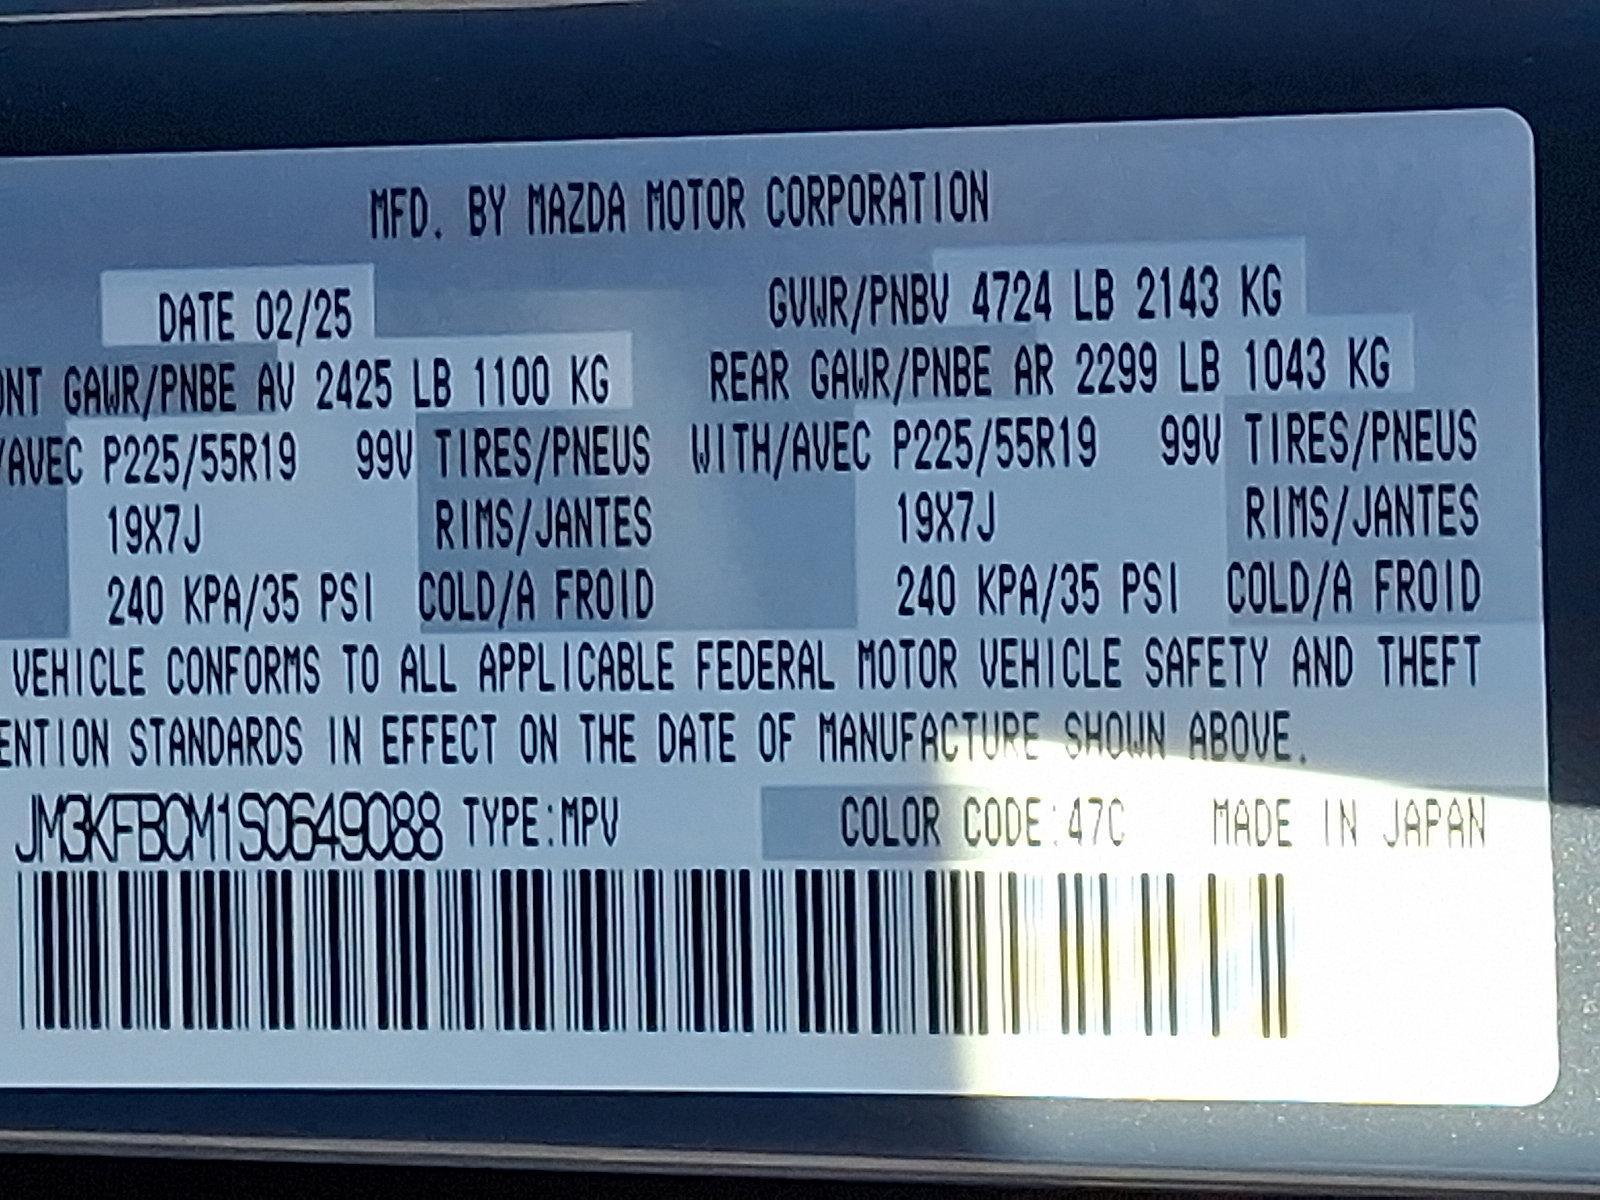 MFD. BY MAZDA MOTOR CORPORATION
DATE 02/25 GVWR/PNBV 4724 LB 2143 KG
ONT GAWR/PNBE AV 2425 LB 1100 KG REAR GAWR/PNBE AR 2299 LB 1043 KG
/AVEC P225/55R19 99V TIRES/PNEUS WITH/AVEC P225/55R19 99V TIRES/PNEUS
19X7J RIMS/JANTES 19X7J RIMS/JANTES
240 KPA/35 PSI COLD/A FROID 240 KPA/35 PSI COLD/A FROID
VEHICLE CONFORMS TO ALL APPLICABLE FEDERAL MOTOR VEHICLE SAFETY AND THEFT
ENTION STANDARDS IN EFFECT ON THE DATE OF MANUFACTURE SHOWN ABOVE.
JM3KFBCM1S0649088 TYPE:MPV COLOR CODE:47C MADE IN JAPAN